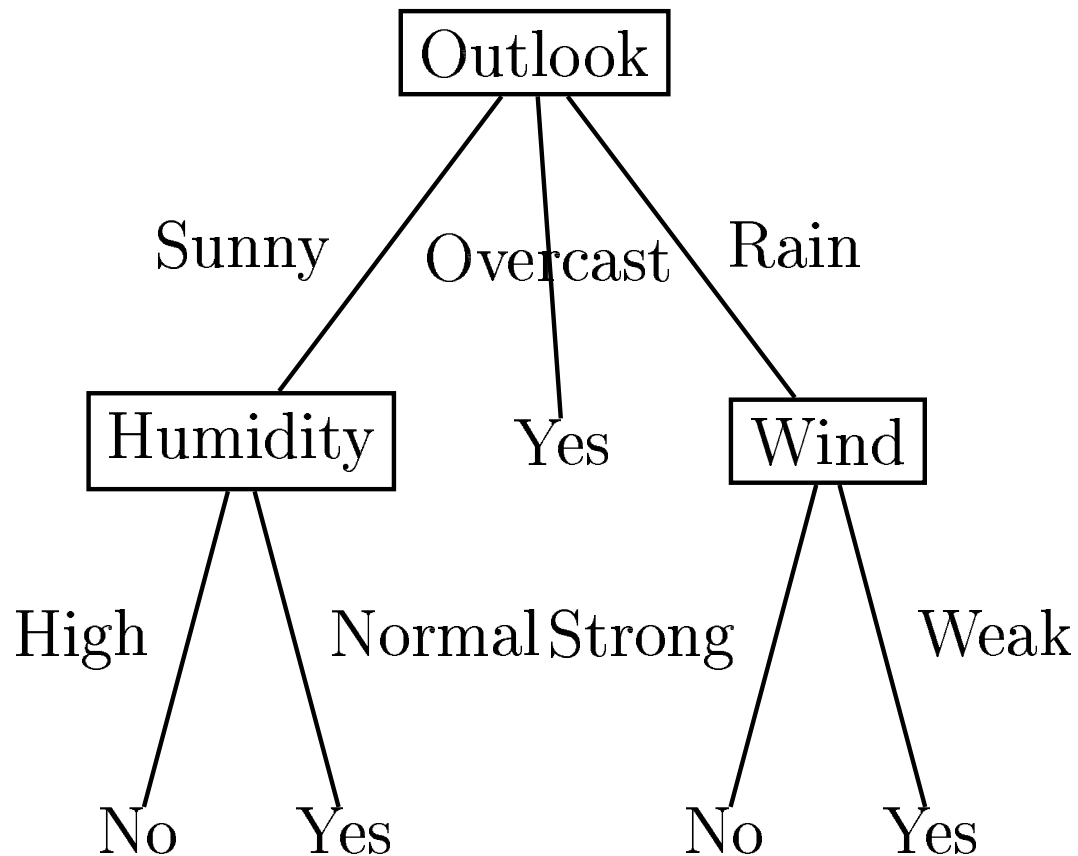 Outlook
Sunny Overcast Rain
Humidity Yes Wind
High Normal Strong Weak
No Yes No Yes